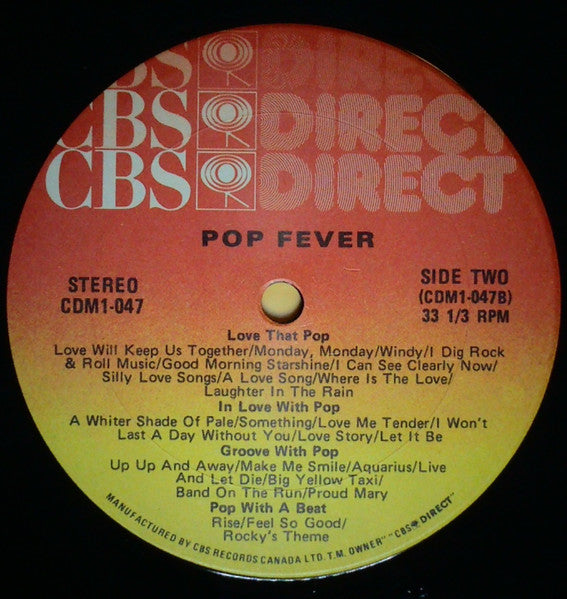 BS DIRE
CBS DIRECT
CBS DIRECT
POP FEVER
STEREO
CDM1-047
SIDE TWO
(CDM1-047B)
33 1/3 RPM
Love That Pop
Love Will Keep Us Together/Monday, Monday/Windy/I Dig Rock
& Roll Music/Good Morning Starshine/I Can See Clearly Now/
Silly Love Songs/A Love Song/Where Is The Love/
Laughter In The Rain
In Love With Pop
A Whiter Shade Of Pale/Something/Love Me Tender/I Won't
Last A Day Without You/Love Story/Let It Be
Groove With Pop
Up Up And Away/Make Me Smile/Aquarius/Live
And Let Die/Big Yellow Taxi/
Band On The Run/Proud Mary
Pop With A Beat
Rise/Feel So Good/
Rocky's Theme
MANUFACTURED BY CBS RECORDS CANADA LTD. T.M. OWNER" "CBS DIRECT"